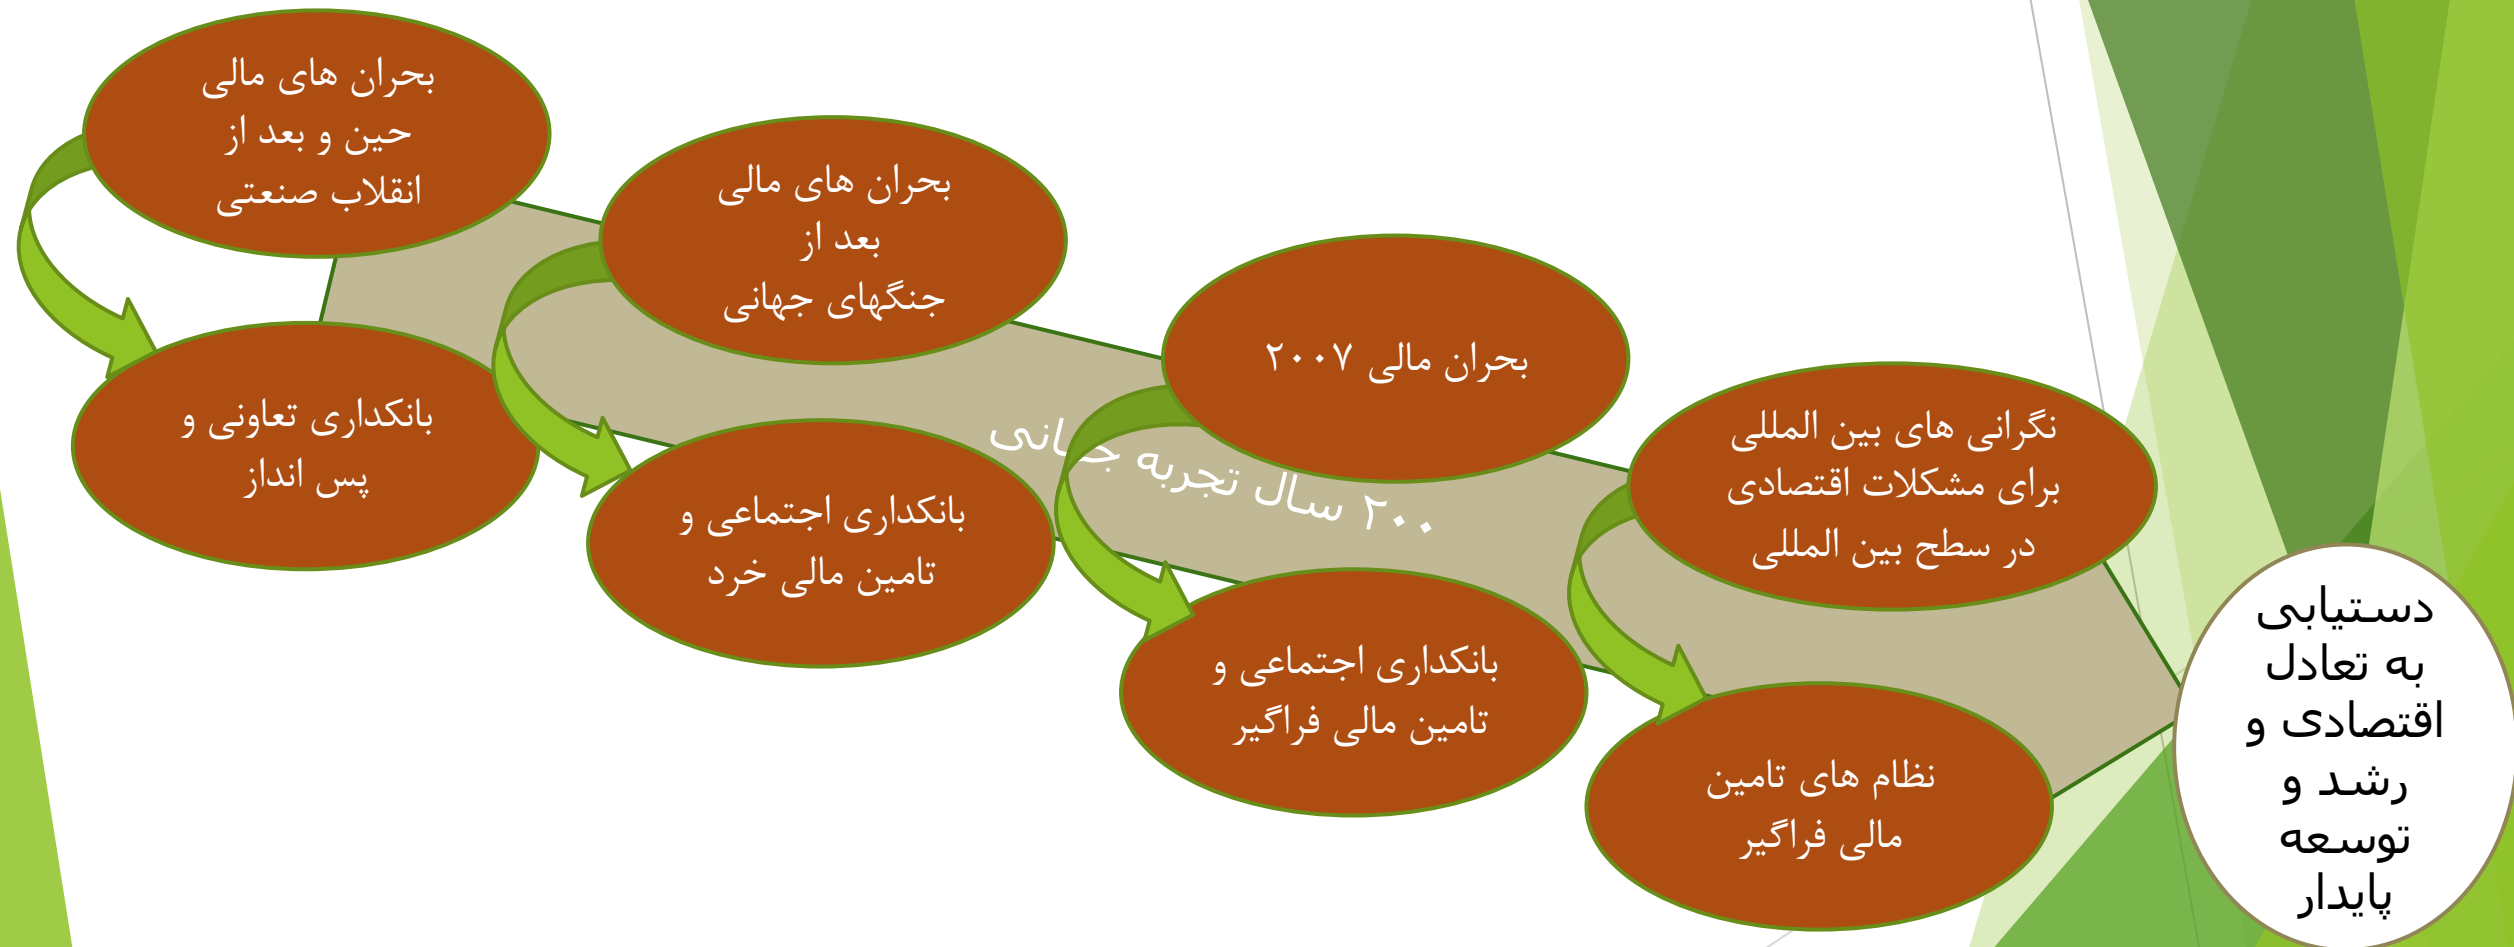 بحران های مالی
حین و بعد از
انقلاب صنعتی
بانکداری تعاونی و
پس انداز
بحران های مالی
بعد از
جنگهای جهانی
بانکداری اجتماعی و
تامین مالی خرد
بحران مالی ۲۰۰۷
بانکداری اجتماعی و
تامین مالی فراگیر
نگرانی های بین المللی
برای مشکلات اقتصادی
در سطح بین المللی
نظام های تامین
مالی فراگیر
۲۰۰ سال تجربه جهانی
دستیابی
به تعادل
اقتصادی و
رشد و
توسعه
پایدار